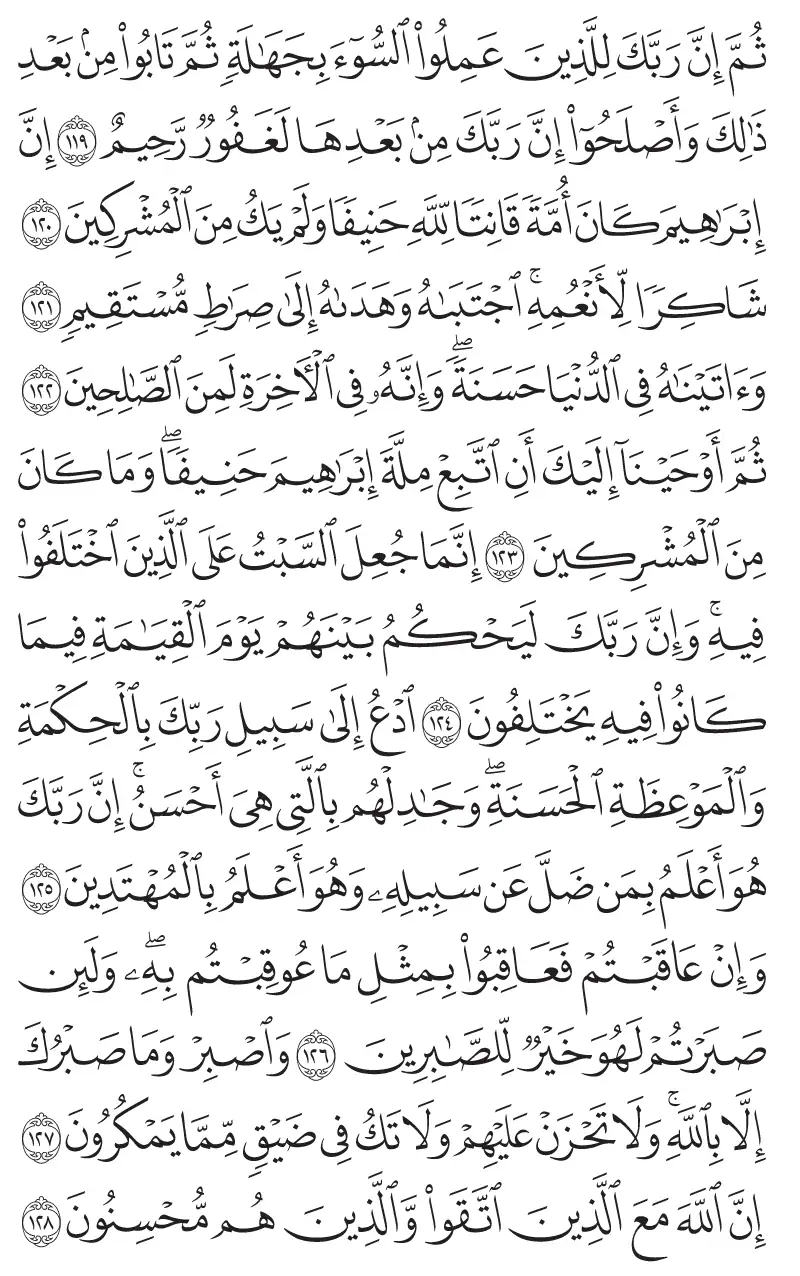 ثُمَّ إِنَّ رَبَّكَ لِلَّذِينَ عَمِلُوا۟ ٱلسُّوٓءَ بِجَهَٰلَةٍ ثُمَّ تَابُوا۟ مِنۢ بَعْدِ
ذَٰلِكَ وَأَصْلَحُوٓا۟ إِنَّ رَبَّكَ مِنۢ بَعْدِهَا لَغَفُورٌ رَّحِيمٌ ١١٩ إِنَّ
إِبْرَٰهِيمَ كَانَ أُمَّةً قَانِتًا لِّلَّهِ حَنِيفًا وَلَمْ يَكُ مِنَ ٱلْمُشْرِكِينَ ١٢٠
شَاكِرًا لِّأَنْعُمِهِۚ ٱجْتَبَىٰهُ وَهَدَىٰهُ إِلَىٰ صِرَٰطٍ مُّسْتَقِيمٍ ١٢١
وَءَاتَيْنَٰهُ فِى ٱلدُّنْيَا حَسَنَةًۖ وَإِنَّهُۥ فِى ٱلْءَاخِرَةِ لَمِنَ ٱلصَّٰلِحِينَ ١٢٢
ثُمَّ أَوْحَيْنَآ إِلَيْكَ أَنِ ٱتَّبِعْ مِلَّةَ إِبْرَٰهِيمَ حَنِيفًاۖ وَمَا كَانَ
مِنَ ٱلْمُشْرِكِينَ ١٢٣ إِنَّمَا جُعِلَ ٱلسَّبْتُ عَلَى ٱلَّذِينَ ٱخْتَلَفُوا۟
فِيهِۚ وَإِنَّ رَبَّكَ لَيَحْكُمُ بَيْنَهُمْ يَوْمَ ٱلْقِيَٰمَةِ فِيمَا
كَانُوا۟ فِيهِ يَخْتَلِفُونَ ١٢٤ ٱدْعُ إِلَىٰ سَبِيلِ رَبِّكَ بِٱلْحِكْمَةِ
وَٱلْمَوْعِظَةِ ٱلْحَسَنَةِۖ وَجَٰدِلْهُم بِٱلَّتِى هِىَ أَحْسَنُۚ إِنَّ رَبَّكَ
هُوَ أَعْلَمُ بِمَن ضَلَّ عَن سَبِيلِهِۦ وَهُوَ أَعْلَمُ بِٱلْمُهْتَدِينَ ١٢٥
وَإِنْ عَاقَبْتُمْ فَعَاقِبُوا۟ بِمِثْلِ مَا عُوقِبْتُم بِهِۦۖ وَلَئِن
صَبَرْتُمْ لَهُوَ خَيْرٌ لِّلصَّٰبِرِينَ ١٢٦ وَٱصْبِرْ وَمَا صَبْرُكَ
إِلَّا بِٱللَّهِۚ وَلَا تَحْزَنْ عَلَيْهِمْ وَلَا تَكُ فِى ضَيْقٍ مِّمَّا يَمْكُرُونَ ١٢٧
إِنَّ ٱللَّهَ مَعَ ٱلَّذِينَ ٱتَّقَوا۟ وَّٱلَّذِينَ هُم مُّحْسِنُونَ ١٢٨